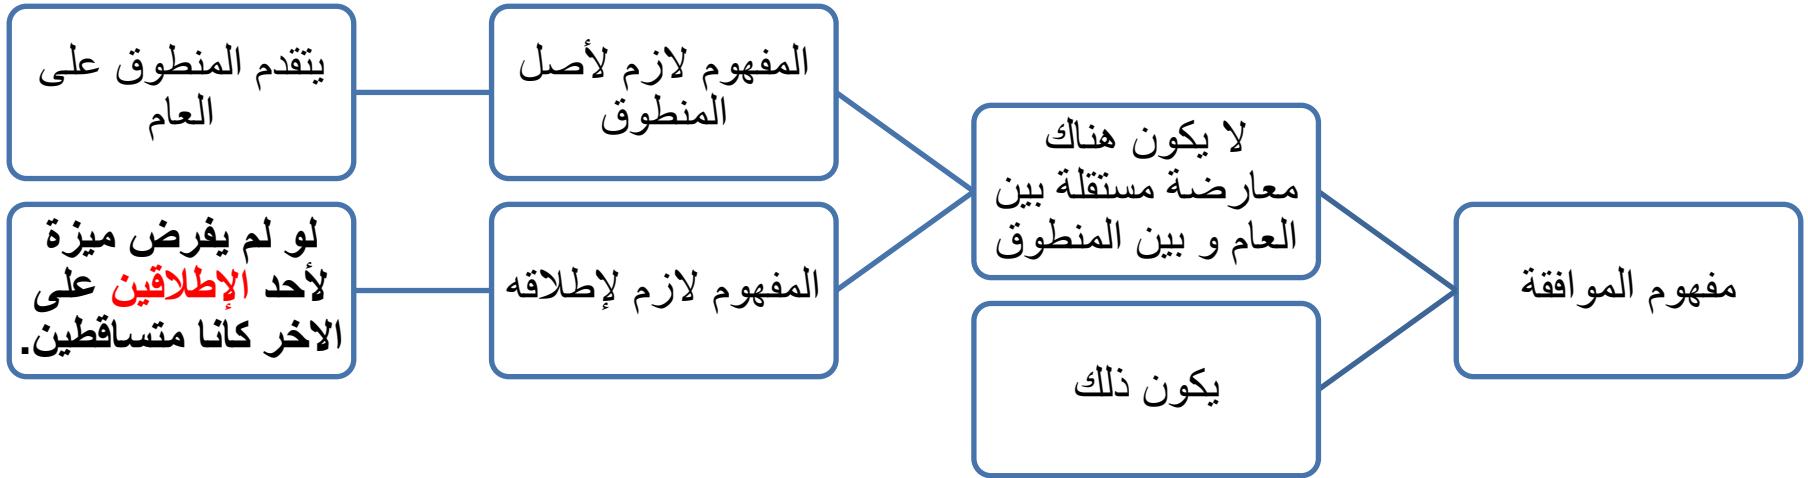 مفهوم الموافقة
لا يكون هناك
معارضة مستقلة بين
العام و بين المنطوق
المفهوم لازم لأصل
المنطوق
يتقدم المنطوق على
العام
المفهوم لازم لإطلاقه
لو لم يفرض ميزة
لأحد الإطلاقين على
الاخر كانا متساقطين.
يكون ذلك